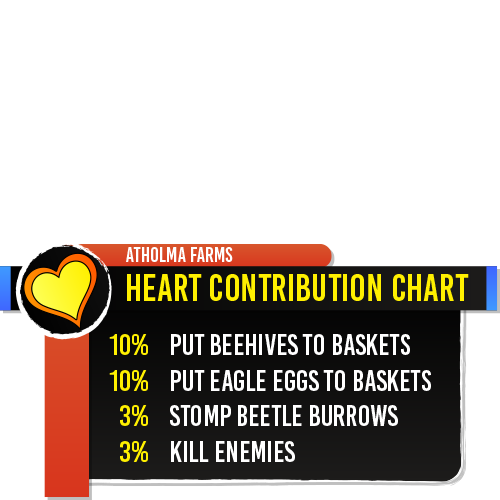 ATHOLMA FARMS
HEART CONTRIBUTION CHART
10% PUT BEEHIVES TO BASKETS
10% PUT EAGLE EGGS TO BASKETS
3% STOMP BEETLE BURROWS
3% KILL ENEMIES